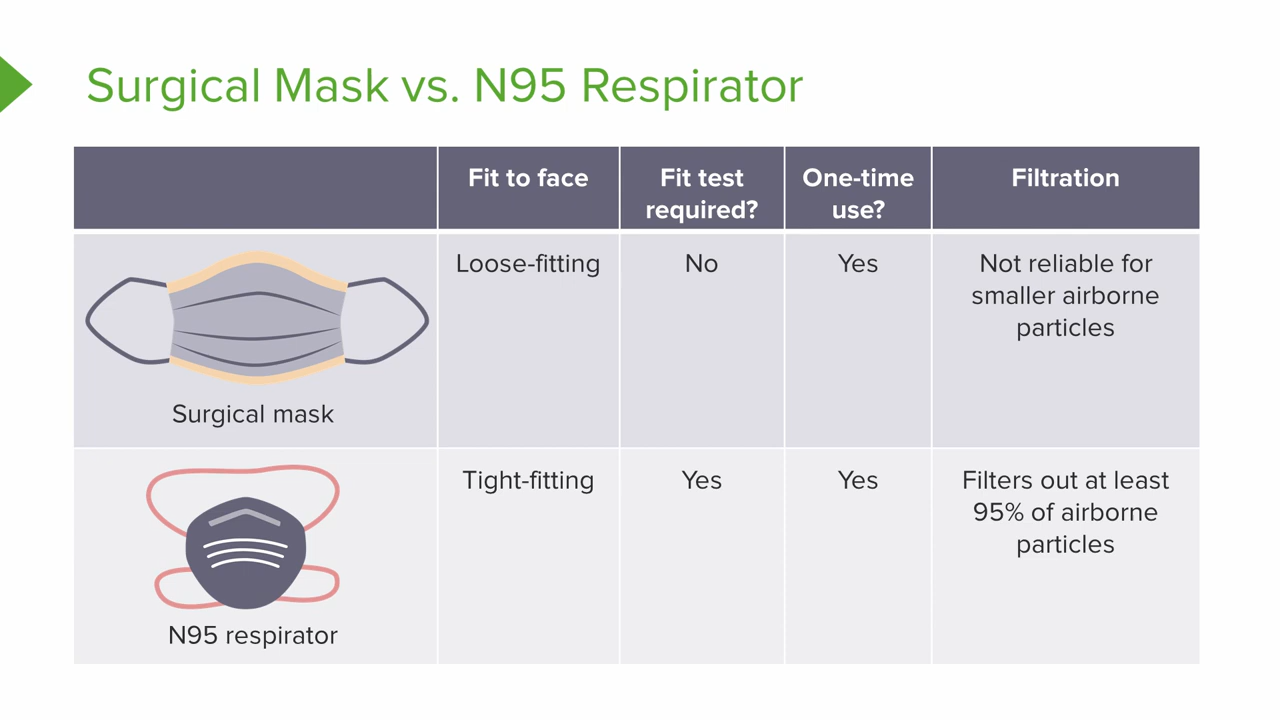 Surgical Mask vs. N95 Respirator
Fit to face
Fit test
required?
One-time
use?
Filtration
Surgical mask
Loose-fitting
No
Yes
Not reliable for
smaller airborne
particles
N95 respirator
Tight-fitting
Yes
Yes
Filters out at least
95% of airborne
particles